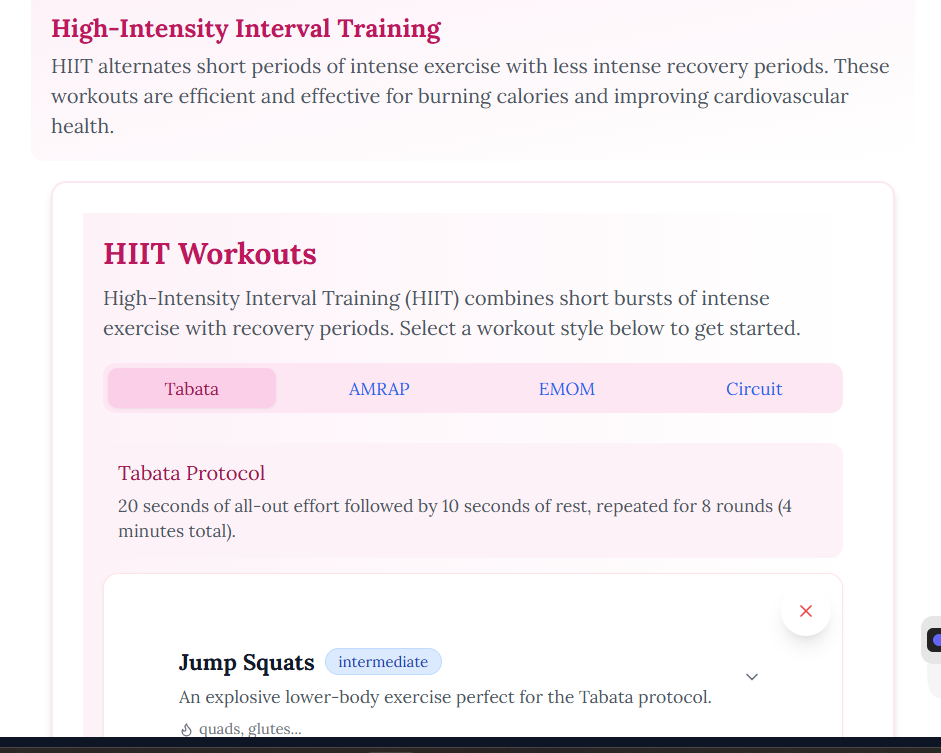 High-Intensity Interval Training
HIIT alternates short periods of intense exercise with less intense recovery periods. These
workouts are efficient and effective for burning calories and improving cardiovascular
health.
HIIT Workouts
High-Intensity Interval Training (HIIT) combines short bursts of intense
exercise with recovery periods. Select a workout style below to get started.
Tabata
AMRAP
EMOM
Circuit
Tabata Protocol
20 seconds of all-out effort followed by 10 seconds of rest, repeated for 8 rounds (4
minutes total).
Jump Squats
intermediate
An explosive lower-body exercise perfect for the Tabata protocol.
quads, glutes...